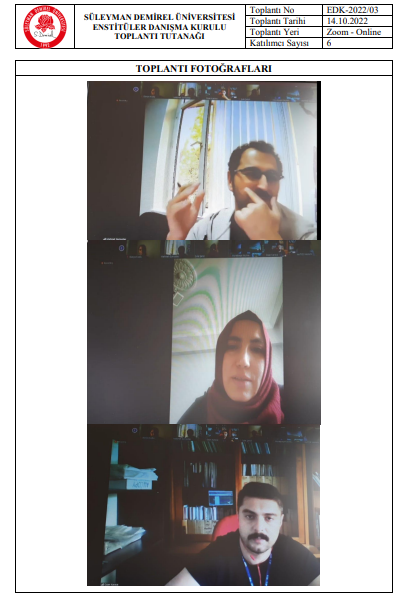 SÜLEYMAN DEMİREL ÜNİVERSİTESİ
ENSTİTÜLER DANIŞMA KURULU
TOPLANTI TUTANAĞI
Toplantı No EDK-2022/03
Toplantı Tarihi 14.10.2022
Toplantı Yeri Zoom - Online
Katılımcı Sayısı 6
TOPLANTI FOTOĞRAFLARI